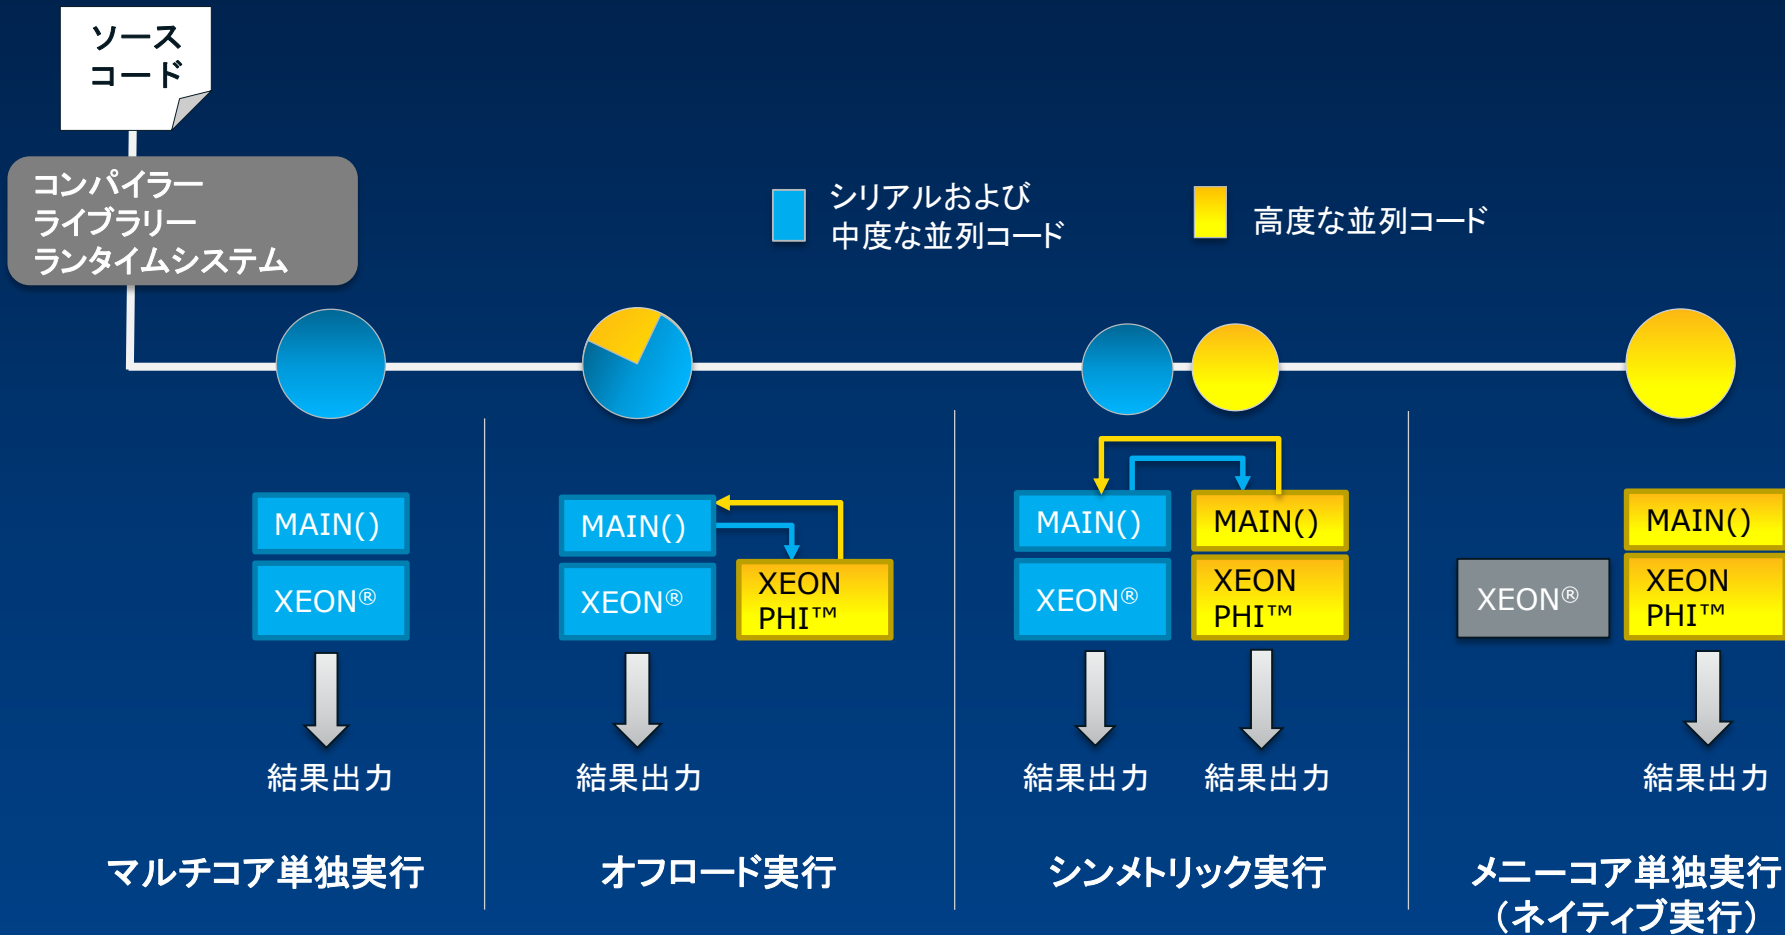 ソース
コード
コンパイラー
ライブラリー
ランタイムシステム
シリアルおよび
中度な並列コード
高度な並列コード
MAIN()
XEON®
結果出力
マルチコア単独実行
MAIN()
XEON®
XEON
PHI™
結果出力
オフロード実行
MAIN()
XEON®
MAIN()
XEON
PHI™
結果出力
結果出力
シンメトリック実行
XEON®
MAIN()
XEON
PHI™
結果出力
メニーコア単独実行
（ネイティブ実行）